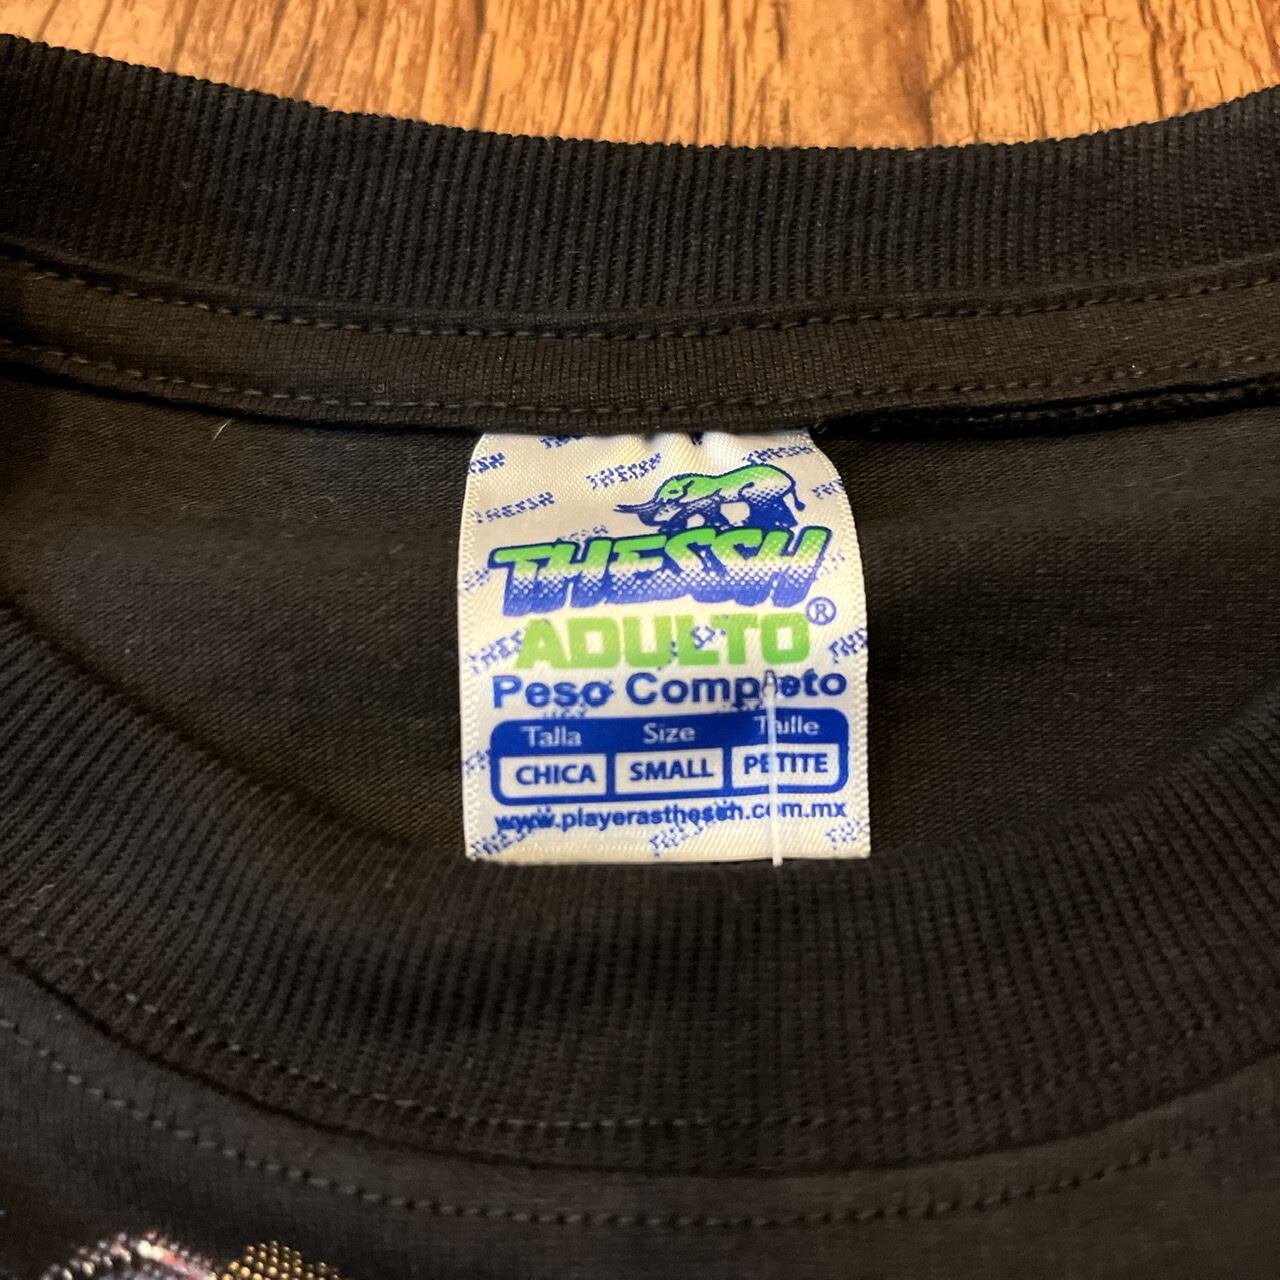 THESSH
ADULTO®
Peso Completo
Talla Size Taille
CHICA SMALL PETITE
www.playerasthessh.com.mx